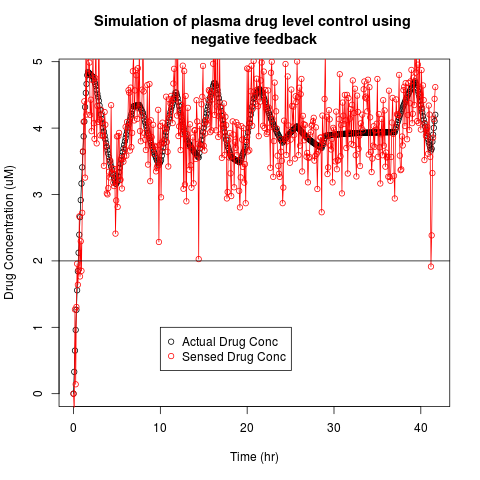 Simulation of plasma drug level control using
negative feedback
Drug Concentration (uM)
5
4
3
2
1
0
Actual Drug Conc
Sensed Drug Conc
0 10 20 30 40
Time (hr)